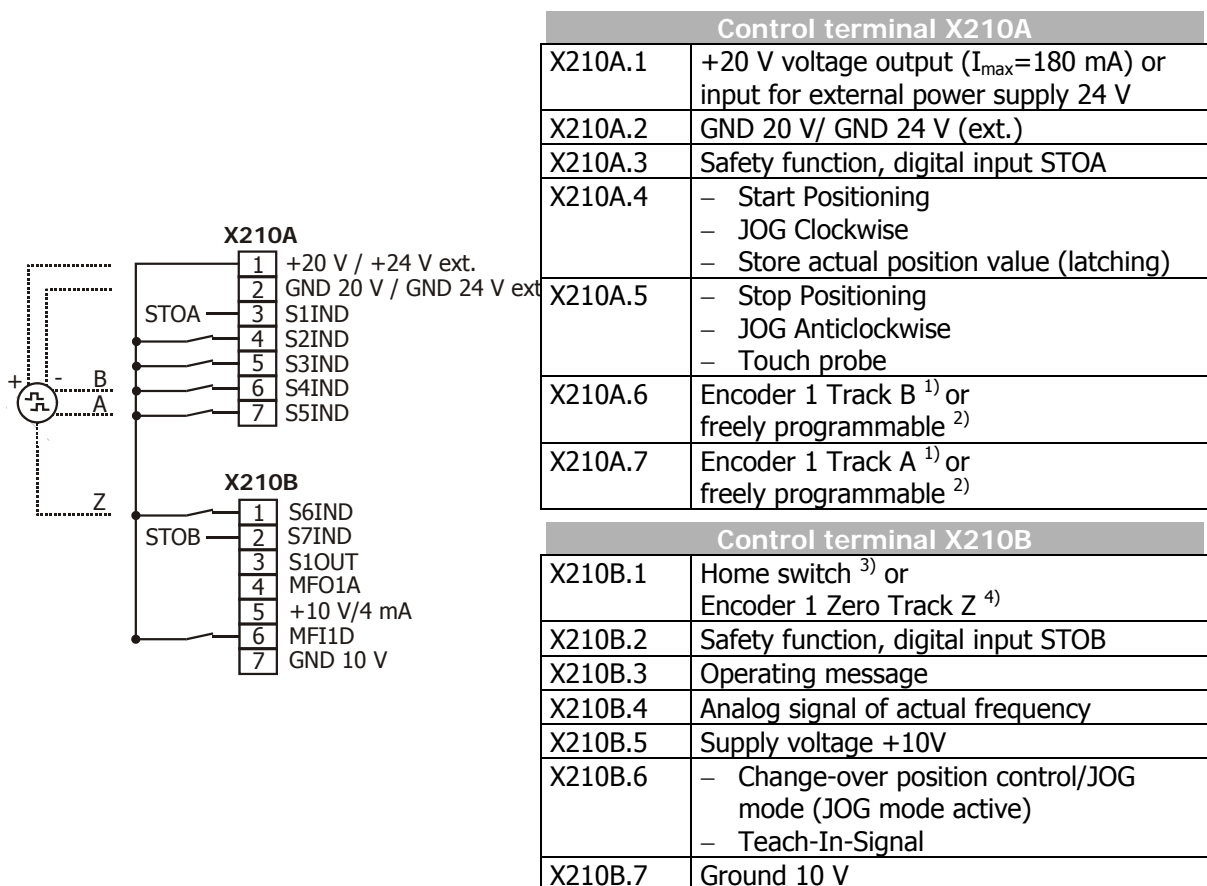 X210A
1 +20 V / +24 V ext.
2 GND 20 V / GND 24 V ext
STOA 3 S1IND
4 S2IND
5 S3IND
6 S4IND
7 S5IND
+ - B
A
Z
X210B
1 S6IND
STOB 2 S7IND
3 S1OUT
4 MFO1A
5 +10 V/4 mA
6 MFI1D
7 GND 10 V
Control terminal X210A
X210A.1 +20 V voltage output (Imax=180 mA) or
input for external power supply 24 V
X210A.2 GND 20 V/ GND 24 V (ext.)
X210A.3 Safety function, digital input STOA
X210A.4 – Start Positioning
– JOG Clockwise
– Store actual position value (latching)
X210A.5 – Stop Positioning
– JOG Anticlockwise
– Touch probe
X210A.6 Encoder 1 Track B 1) or
freely programmable 2)
X210A.7 Encoder 1 Track A 1) or
freely programmable 2)
Control terminal X210B
X210B.1 Home switch 3) or
Encoder 1 Zero Track Z 4)
X210B.2 Safety function, digital input STOB
X210B.3 Operating message
X210B.4 Analog signal of actual frequency
X210B.5 Supply voltage +10V
X210B.6 – Change-over position control/JOG
mode (JOG mode active)
– Teach-In-Signal
X210B.7 Ground 10 V